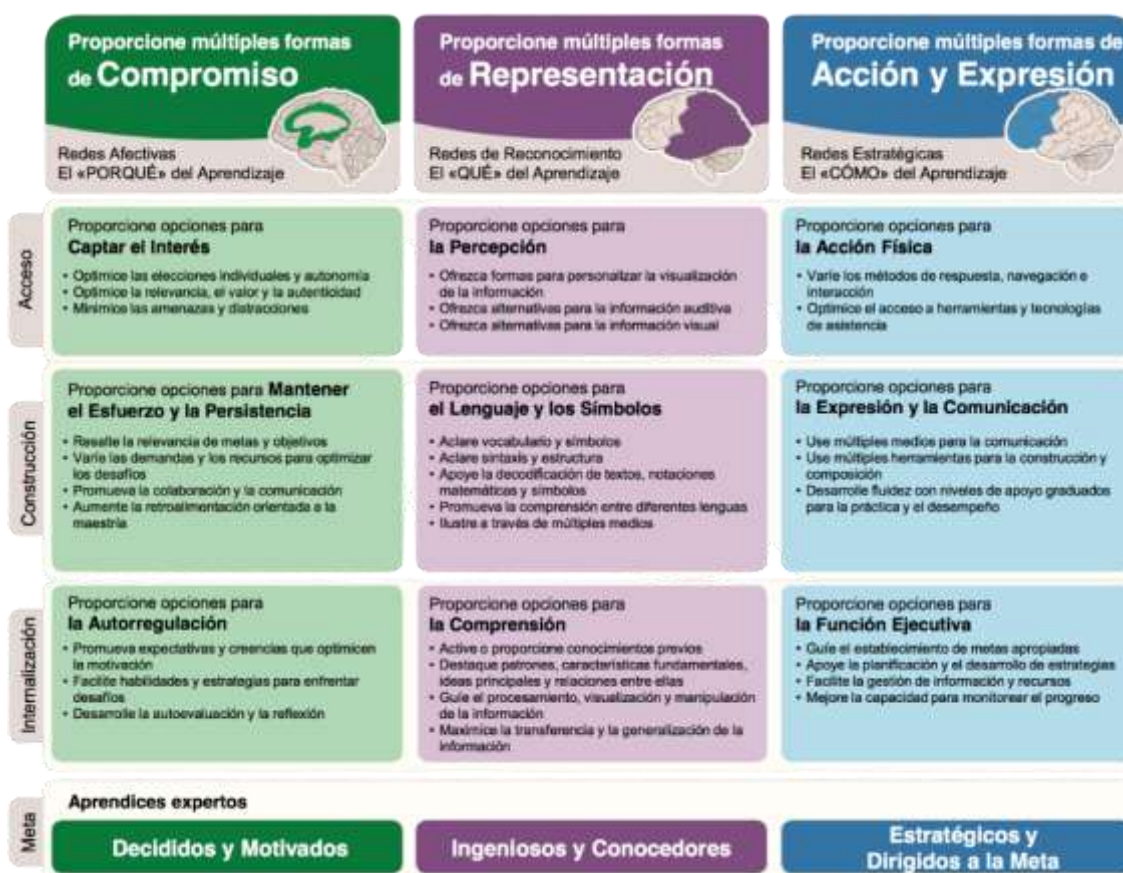 Proporcione múltiples formas
de Compromiso
Redes Afectivas
El «PORQUÉ» del Aprendizaje
Proporcione múltiples formas
de Representación
Redes de Reconocimiento
El «QUÉ» del Aprendizaje
Proporcione múltiples formas de
Acción y Expresión
Redes Estratégicas
El «CÓMO» del Aprendizaje
Acceso
Proporcione opciones para
Captar el Interés
• Optimice las elecciones individuales y autonomía
• Optimice la relevancia, el valor y la autenticidad
• Minimice las amenazas y distracciones
Proporcione opciones para
la Percepción
• Ofrezca formas para personalizar la visualización
de la información
• Ofrezca alternativas para la información auditiva
• Ofrezca alternativas para la información visual
Proporcione opciones para
la Acción Física
• Varíe los métodos de respuesta, navegación e
interacción
• Optimice el acceso a herramientas y tecnologías
de asistencia
Construcción
Proporcione opciones para Mantener
el Esfuerzo y la Persistencia
• Resalte la relevancia de metas y objetivos
• Varíe las demandas y los recursos para optimizar
los desafíos
• Promueva la colaboración y la comunicación
• Aumente la retroalimentación orientada a la
maestría
Proporcione opciones para
el Lenguaje y los Símbolos
• Aclare vocabulario y símbolos
• Aclare sintaxis y estructura
• Apoye la decodificación de textos, notaciones
matemáticas y símbolos
• Promueva la comprensión entre diferentes lenguas
• Ilustre a través de múltiples medios
Proporcione opciones para
la Expresión y la Comunicación
• Use múltiples medios para la comunicación
• Use múltiples herramientas para la construcción y
composición
• Desarrolle fluidez con niveles de apoyo graduados
para la práctica y el desempeño
Internalización
Proporcione opciones para
la Autorregulación
• Promueva expectativas y creencias que optimicen
la motivación
• Facilite habilidades y estrategias para enfrentar
desafíos
• Desarrolle la autoevaluación y la reflexión
Proporcione opciones para
la Comprensión
• Active o proporcione conocimientos previos
• Destaque patrones, características fundamentales,
ideas principales y relaciones entre ellas
• Guíe el procesamiento, visualización y manipulación
de la información
• Maximice la transferencia y la generalización de la
información
Proporcione opciones para
la Función Ejecutiva
• Guíe el establecimiento de metas apropiadas
• Apoye la planificación y el desarrollo de estrategias
• Facilite la gestión de información y recursos
• Mejore la capacidad para monitorear el progreso
Meta
Aprendices expertos
Decididos y Motivados
Ingeniosos y Conocedores
Estratégicos y
Dirigidos a la Meta